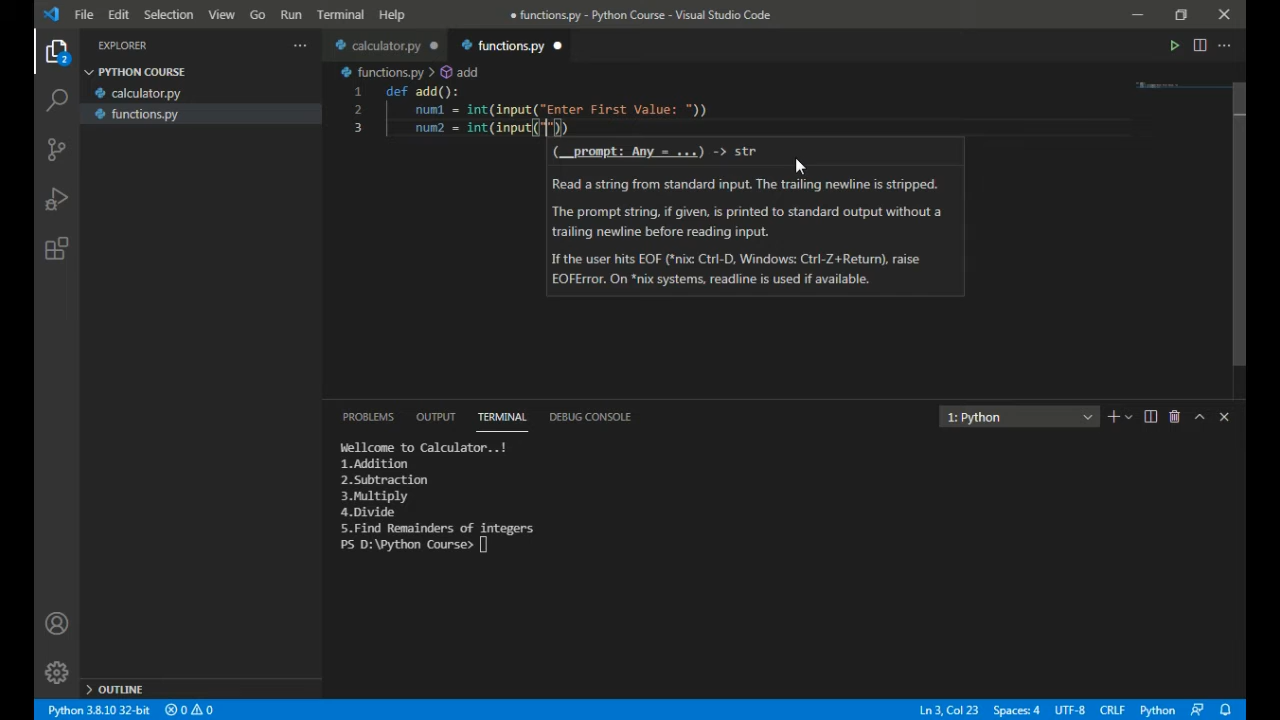 File Edit Selection View Go Run Terminal Help
● functions.py - Python Course - Visual Studio Code
EXPLORER
PYTHON COURSE
calculator.py
functions.py
2
OUTLINE
calculator.py
functions.py
functions.py > add
1 def add():
2 num1 = int(input("Enter First Value: "))
3 num2 = int(input(""))
(__prompt: Any = ...) -> str
Read a string from standard input. The trailing newline is stripped.
The prompt string, if given, is printed to standard output without a
trailing newline before reading input.
If the user hits EOF (*nix: Ctrl-D, Windows: Ctrl-Z+Return), raise
EOFError. On *nix systems, readline is used if available.
PROBLEMS OUTPUT TERMINAL DEBUG CONSOLE
1: Python
Wellcome to Calculator..!
1.Addition
2.Subtraction
3.Multiply
4.Divide
5.Find Remainders of integers
PS D:\Python Course>
Python 3.8.10 32-bit 0 0
Ln 3, Col 23 Spaces: 4 UTF-8 CRLF Python